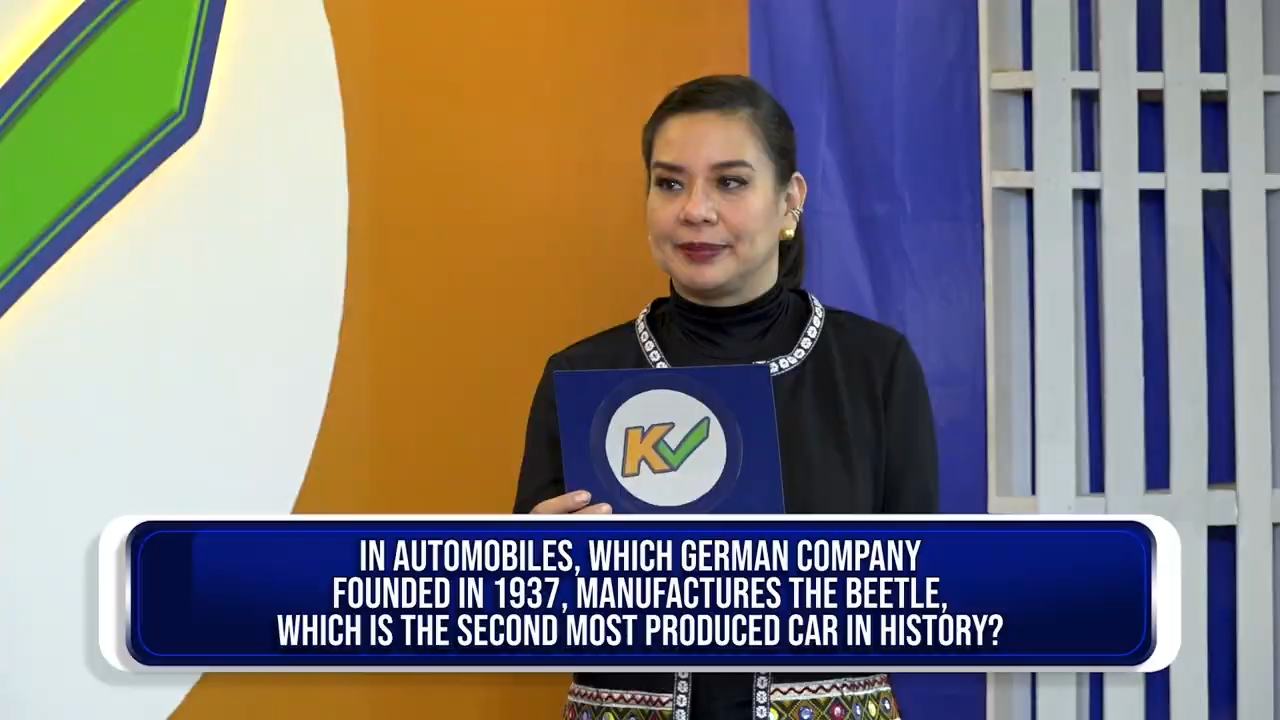 K
IN AUTOMOBILES, WHICH GERMAN COMPANY
FOUNDED IN 1937, MANUFACTURES THE BEETLE,
WHICH IS THE SECOND MOST PRODUCED CAR IN HISTORY?